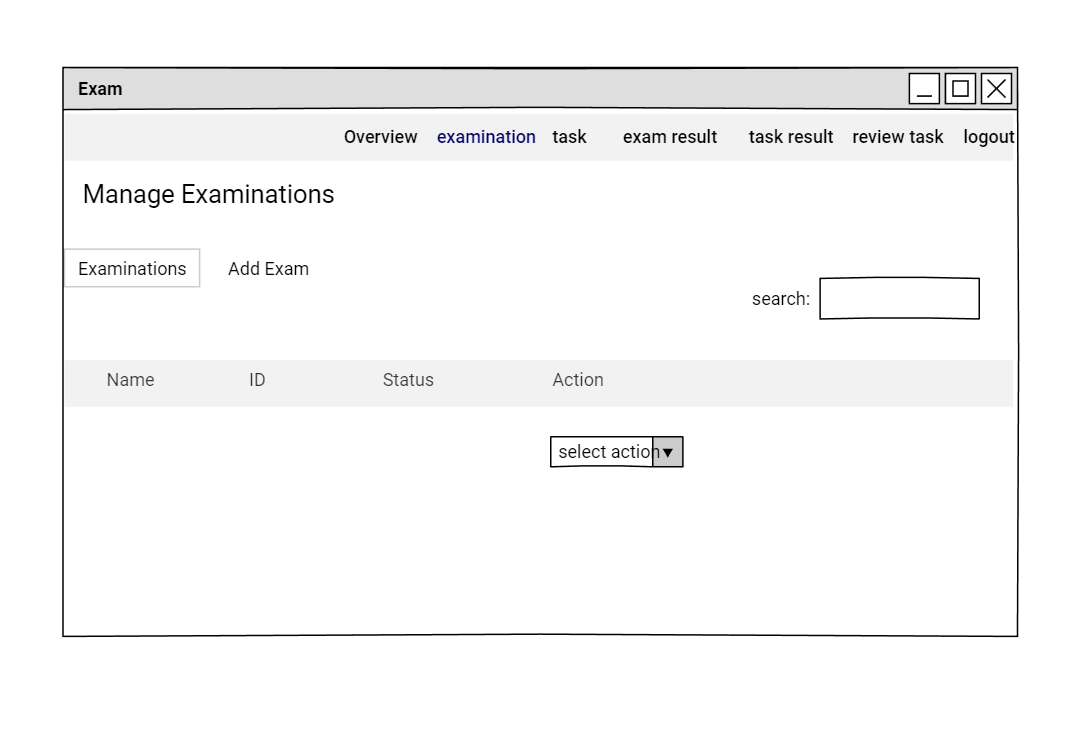 Exam
Overview examination task exam result task result review task logout
Manage Examinations
Examinations Add Exam
search:
Name ID Status Action
select action